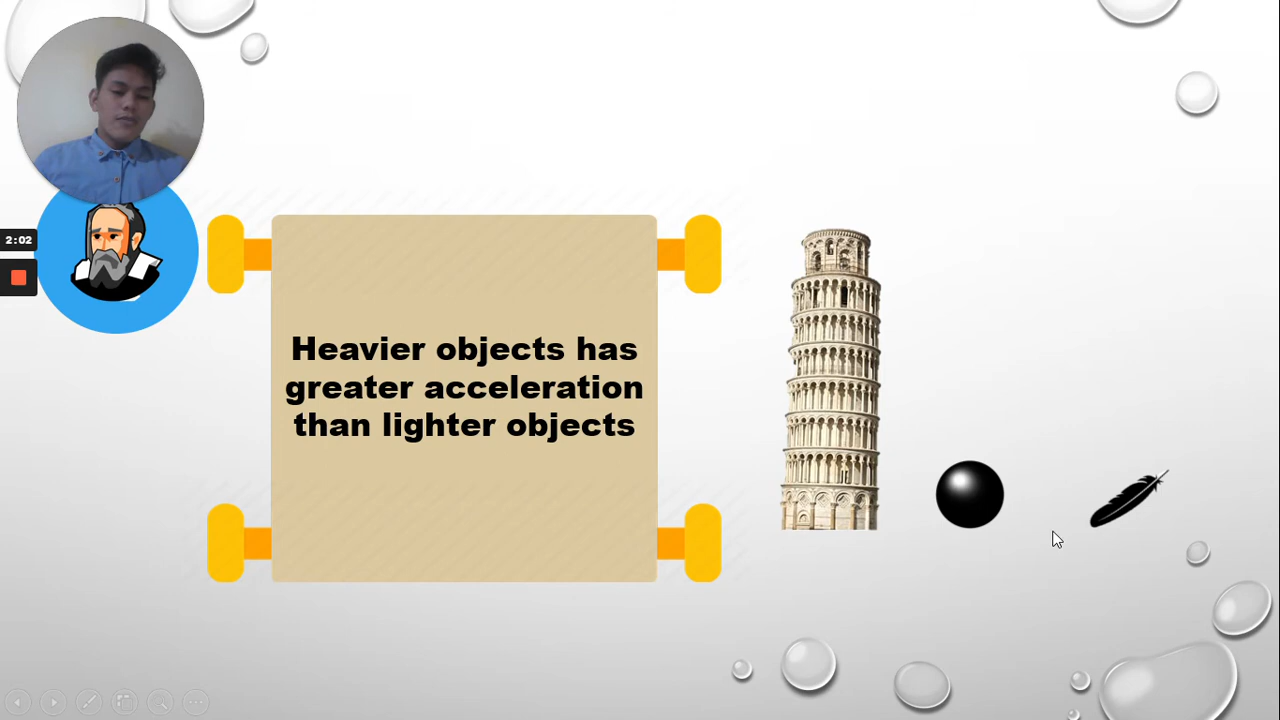 2:02
Heavier objects has
greater acceleration
than lighter objects